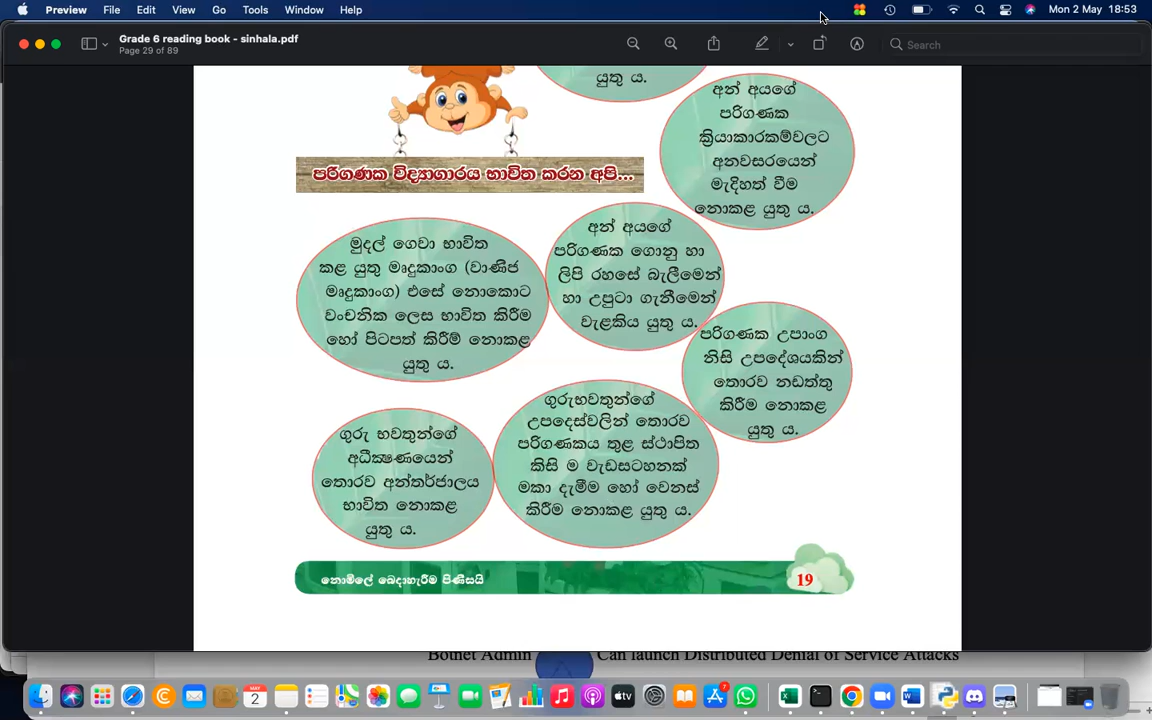 Preview File Edit View Go Tools Window Help Mon 2 May 18:53
Grade 6 reading book - sinhala.pdf
Page 29 of 89
Search
යුතු ය.
අන් අයගේ
පරිගණක
ක්‍රියාකාරකම්වලට
අනවසරයෙන්
මැදිහත් වීම
නොකළ යුතු ය.
පරිගණක විද්‍යාගාරය භාවිත කරන අපි...
මුදල් ගෙවා භාවිත
කළ යුතු මෘදුකාංග (වාණිජ
මෘදුකාංග) එසේ නොකොට
වංචනික ලෙස භාවිත කිරීම
හෝ පිටපත් කිරීම් නොකළ
යුතු ය.
අන් අයගේ
පරිගණක ගොනු හා
ලිපි රහසේ බැලීමෙන්
හා උපුටා ගැනීමෙන්
වැළකිය යුතු ය.
පරිගණක උපාංග
නිසි උපදේශයකින්
තොරව නඩත්තු
කිරීම නොකළ
යුතු ය.
ගුරු භවතුන්ගේ
අධීක්‍ෂණයෙන්
තොරව අන්තර්ජාලය
භාවිත නොකළ
යුතු ය.
ගුරුභවතුන්ගේ
උපදෙස්වලින් තොරව
පරිගණකය තුළ ස්ථාපිත
කිසි ම වැඩසටහනක්
මකා දැමීම හෝ වෙනස්
කිරීම නොකළ යුතු ය.
නොමිලේ බෙදාහැරීම පිණිසයි
19
Botnet Admin Can launch Distributed Denial of Service Attacks
MAY
2
7
tv